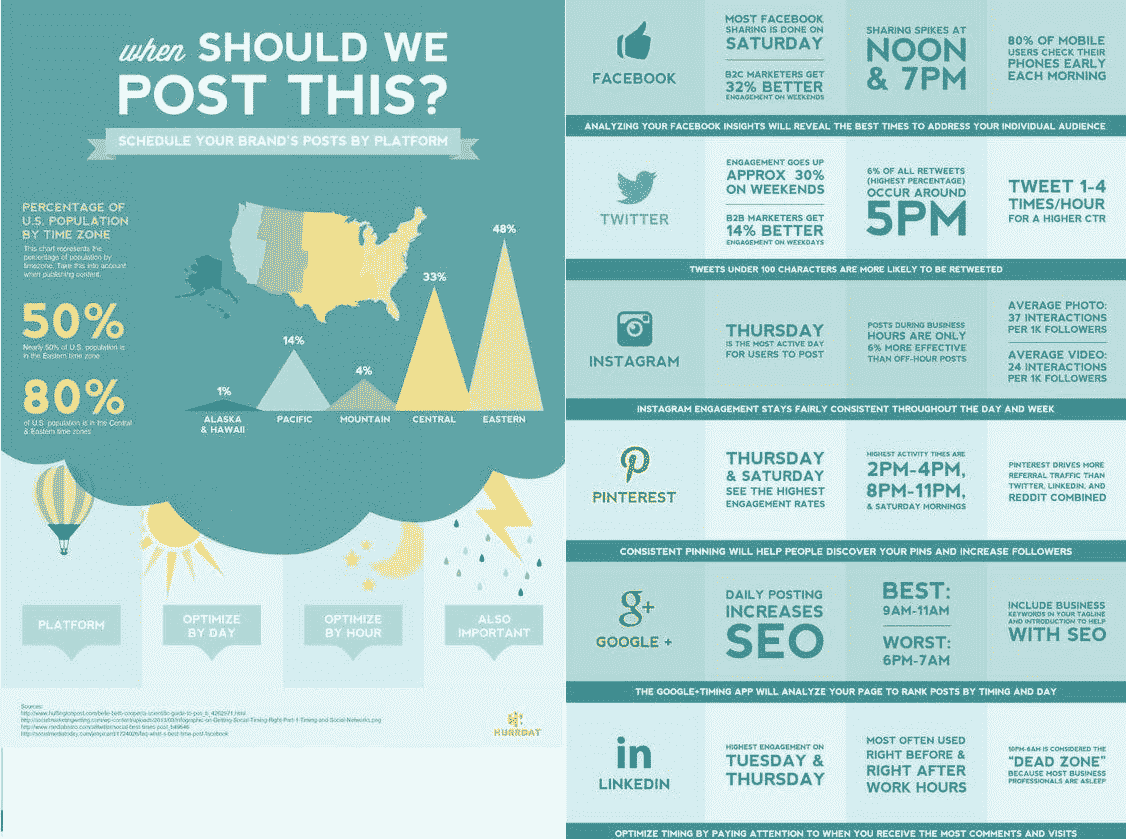 when SHOULD WE
POST THIS?
SCHEDULE YOUR BRAND'S POSTS BY PLATFORM
PERCENTAGE OF
U.S. POPULATION
BY TIME ZONE
This chart represents the
percentage of population by
timezone. Take this into account
when publishing content.
50%
Nearly 50% of U.S. population is
in the Eastern time zone
80%
of U.S. population is in the Central
& Eastern time zones
1%
14%
4%
33%
48%
ALASKA
& HAWAII
PACIFIC
MOUNTAIN
CENTRAL
EASTERN
PLATFORM
OPTIMIZE
BY DAY
OPTIMIZE
BY HOUR
ALSO
IMPORTANT
Sources:
HURRDAT
FACEBOOK
MOST FACEBOOK
SHARING IS DONE ON
SATURDAY
B2C MARKETERS GET
32% BETTER
ENGAGEMENT ON WEEKENDS
SHARING SPIKES AT
NOON
& 7PM
80% OF MOBILE
USERS CHECK THEIR
PHONES EARLY
EACH MORNING
ANALYZING YOUR FACEBOOK INSIGHTS WILL REVEAL THE BEST TIMES TO ADDRESS YOUR INDIVIDUAL AUDIENCE
TWITTER
ENGAGEMENT GOES UP
APPROX 30%
ON WEEKENDS
B2B MARKETERS GET
14% BETTER
ENGAGEMENT ON WEEKDAYS
6% OF ALL RETWEETS
(HIGHEST PERCENTAGE)
OCCUR AROUND
5PM
TWEET 1-4
TIMES/HOUR
FOR A HIGHER CTR
TWEETS UNDER 100 CHARACTERS ARE MORE LIKELY TO BE RETWEETED
INSTAGRAM
THURSDAY
IS THE MOST ACTIVE DAY
FOR USERS TO POST
POSTS DURING BUSINESS
HOURS ARE ONLY
6% MORE EFFECTIVE
THAN OFF-HOUR POSTS
AVERAGE PHOTO:
37 INTERACTIONS
PER 1K FOLLOWERS
AVERAGE VIDEO:
24 INTERACTIONS
PER 1K FOLLOWERS
INSTAGRAM ENGAGEMENT STAYS FAIRLY CONSISTENT THROUGHOUT THE DAY AND WEEK
PINTEREST
THURSDAY
& SATURDAY
SEE THE HIGHEST
ENGAGEMENT RATES
HIGHEST ACTIVITY TIMES ARE
2PM-4PM,
8PM-11PM,
& SATURDAY MORNINGS
PINTEREST DRIVES MORE
REFERRAL TRAFFIC THAN
TWITTER, LINKEDIN, AND
REDDIT COMBINED
CONSISTENT PINNING WILL HELP PEOPLE DISCOVER YOUR PINS AND INCREASE FOLLOWERS
g+
GOOGLE +
DAILY POSTING
INCREASES
SEO
BEST:
9AM-11AM
WORST:
6PM-7AM
INCLUDE BUSINESS
KEYWORDS IN YOUR TAGLINE
AND INTRODUCTION TO HELP
WITH SEO
THE GOOGLE+TIMING APP WILL ANALYZE YOUR PAGE TO RANK POSTS BY TIMING AND DAY
in
LINKEDIN
HIGHEST ENGAGEMENT ON
TUESDAY &
THURSDAY
MOST OFTEN USED
RIGHT BEFORE &
RIGHT AFTER
WORK HOURS
10PM-6AM IS CONSIDERED THE
"DEAD ZONE"
BECAUSE MOST BUSINESS
PROFESSIONALS ARE ASLEEP
OPTIMIZE TIMING BY PAYING ATTENTION TO WHEN YOU RECEIVE THE MOST COMMENTS AND VISITS